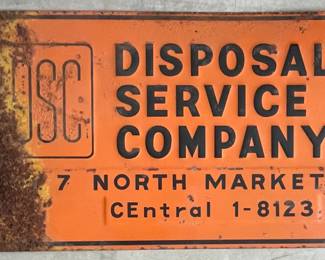 DSC
DISPOSAL
SERVICE
COMPANY
7 NORTH MARKET
CEntral 1-8123